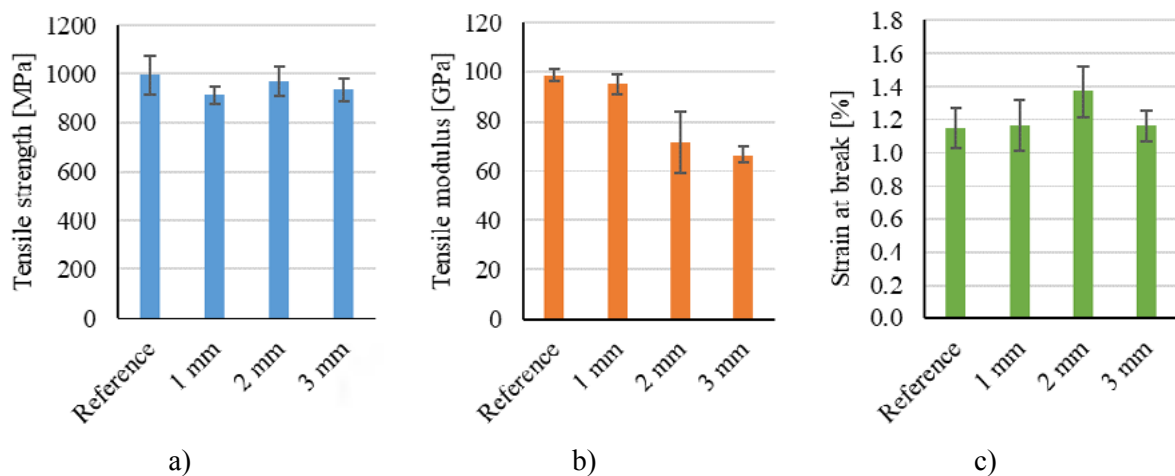 Tensile strength [MPa]
1200
1000
800
600
400
200
0
Reference
1 mm
2 mm
3 mm
a)
Tensile modulus [GPa]
120
100
80
60
40
20
0
Reference
1 mm
2 mm
3 mm
b)
Strain at break [%]
1.8
1.6
1.4
1.2
1.0
0.8
0.6
0.4
0.2
0.0
Reference
1 mm
2 mm
3 mm
c)